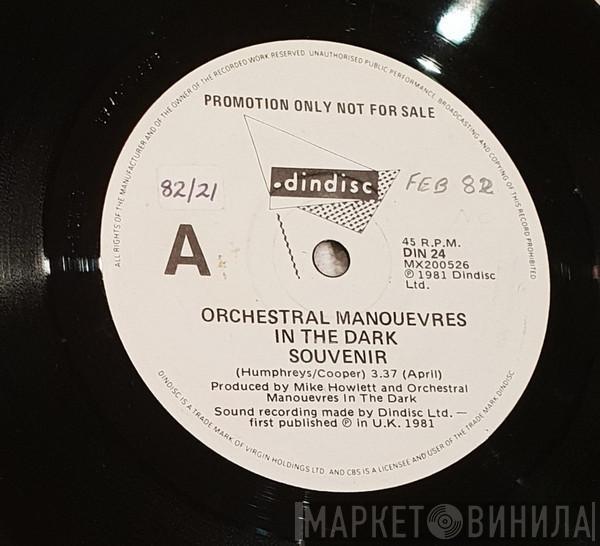 ALL RIGHTS OF THE MANUFACTURER AND OF THE OWNER OF THE RECORDED WORK RESERVED. UNAUTHORISED PUBLIC PERFORMANCE, BROADCASTING AND COPYING OF THIS RECORD PROHIBITED
PROMOTION ONLY NOT FOR SALE
.dindisc
82/21
FEB 82
A
45 R.P.M.
DIN 24
MX200526
℗ 1981 Dindisc
Ltd.
ORCHESTRAL MANOUEVRES
IN THE DARK
SOUVENIR
(Humphreys/Cooper) 3.37 (April)
Produced by Mike Howlett and Orchestral
Manouevres In The Dark
Sound recording made by Dindisc Ltd. —
first published ℗ in U.K. 1981
DINDISC IS A TRADE MARK OF VIRGIN HOLDINGS LTD. AND CBS IS A LICENSEE AND USER OF THE TRADE MARK DINDISC
МАРКЕТ ВИНИЛА